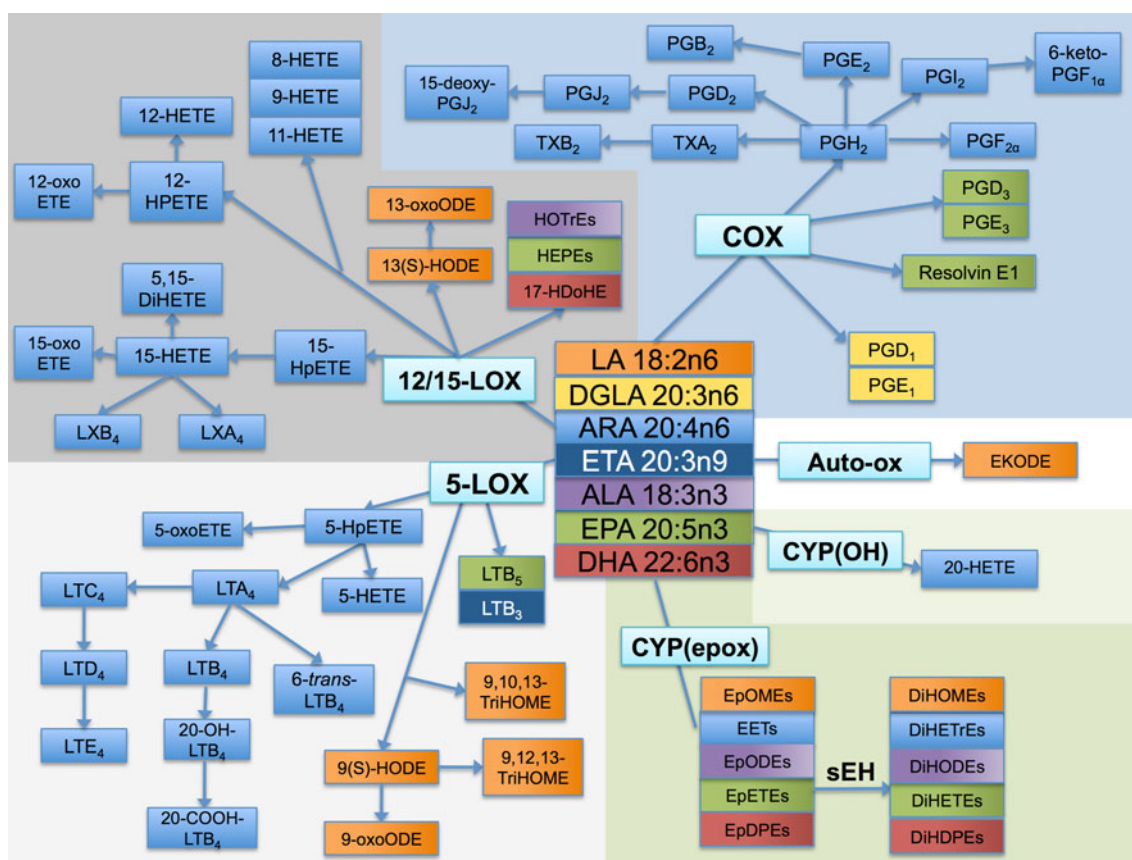 8-HETE
9-HETE
11-HETE
12-HETE
12-oxo
ETE
12-
HPETE
13-oxoODE
13(S)-HODE
HOTrEs
HEPEs
17-HDoHE
5,15-
DiHETE
15-oxo
ETE
15-HETE
15-
HpETE
LXB₄
LXA₄
12/15-LOX
PGB₂
PGE₂
PGI₂
6-keto-
PGF₁α
15-deoxy-
PGJ₂
PGJ₂
PGD₂
TXB₂
TXA₂
PGH₂
PGF₂α
COX
PGD₃
PGE₃
Resolvin E1
PGD₁
PGE₁
LA 18:2n6
DGLA 20:3n6
ARA 20:4n6
ETA 20:3n9
ALA 18:3n3
EPA 20:5n3
DHA 22:6n3
Auto-ox
EKODE
CYP(OH)
20-HETE
5-LOX
5-oxoETE
5-HpETE
LTC₄
LTA₄
5-HETE
LTB₅
LTB₃
LTD₄
LTB₄
6-trans-
LTB₄
9,10,13-
TriHOME
LTE₄
20-OH-
LTB₄
9(S)-HODE
9,12,13-
TriHOME
20-COOH-
LTB₄
9-oxoODE
CYP(epox)
EpOMEs
EETs
EpODEs
EpETEs
EpDPEs
sEH
DiHOMEs
DiHETrEs
DiHODEs
DiHETEs
DiHDPEs